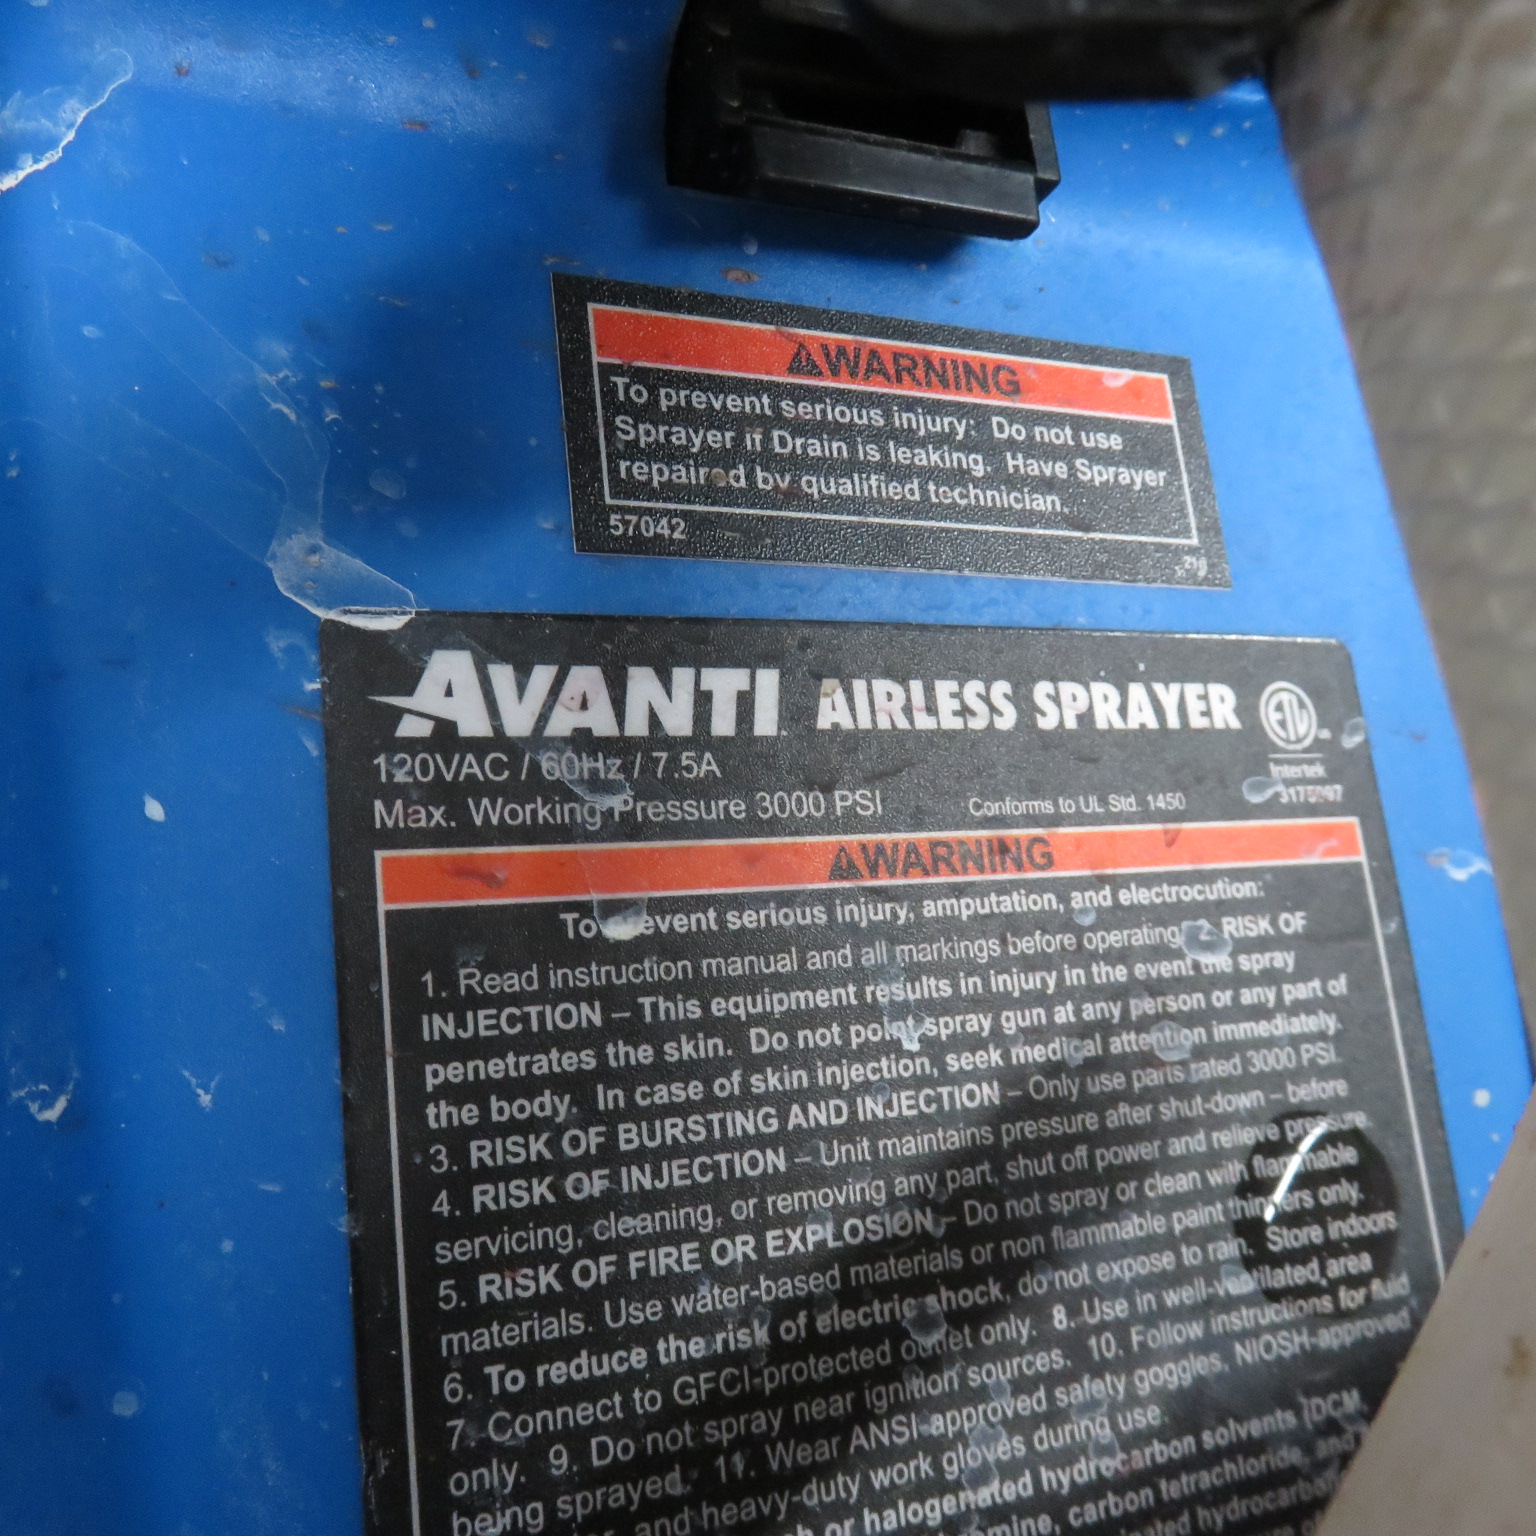 WARNING
To prevent serious injury: Do not use
Sprayer if Drain is leaking. Have Sprayer
repaired by qualified technician.
57042
AVANTI AIRLESS SPRAYER
ETL
Intertek
120VAC / 60Hz / 7.5A
Max. Working Pressure 3000 PSI
Conforms to UL Std. 1450
WARNING
To prevent serious injury, amputation, and electrocution:
1. Read instruction manual and all markings before operating. 2. RISK OF
INJECTION – This equipment results in injury in the event the spray
penetrates the skin. Do not point spray gun at any person or any part of
the body. In case of skin injection, seek medical attention immediately.
3. RISK OF BURSTING AND INJECTION – Only use parts rated 3000 PSI.
4. RISK OF INJECTION – Unit maintains pressure after shut-down – before
servicing, cleaning, or removing any part, shut off power and relieve pressure.
5. RISK OF FIRE OR EXPLOSION – Do not spray or clean with flammable
materials. Use water-based materials or non flammable paint thinners only.
6. To reduce the risk of electric shock, do not expose to rain. Store indoors.
7. Connect to GFCI-protected outlet only. 8. Use in well-ventilated area
only. 9. Do not spray near ignition sources. 10. Follow instructions for fluid
being sprayed. 11. Wear ANSI-approved safety goggles, NIOSH-approved
and heavy-duty work gloves during use.
or halogenated hydrocarbon solvents (DCM,
carbon tetrachloride, and
hydrocarbon